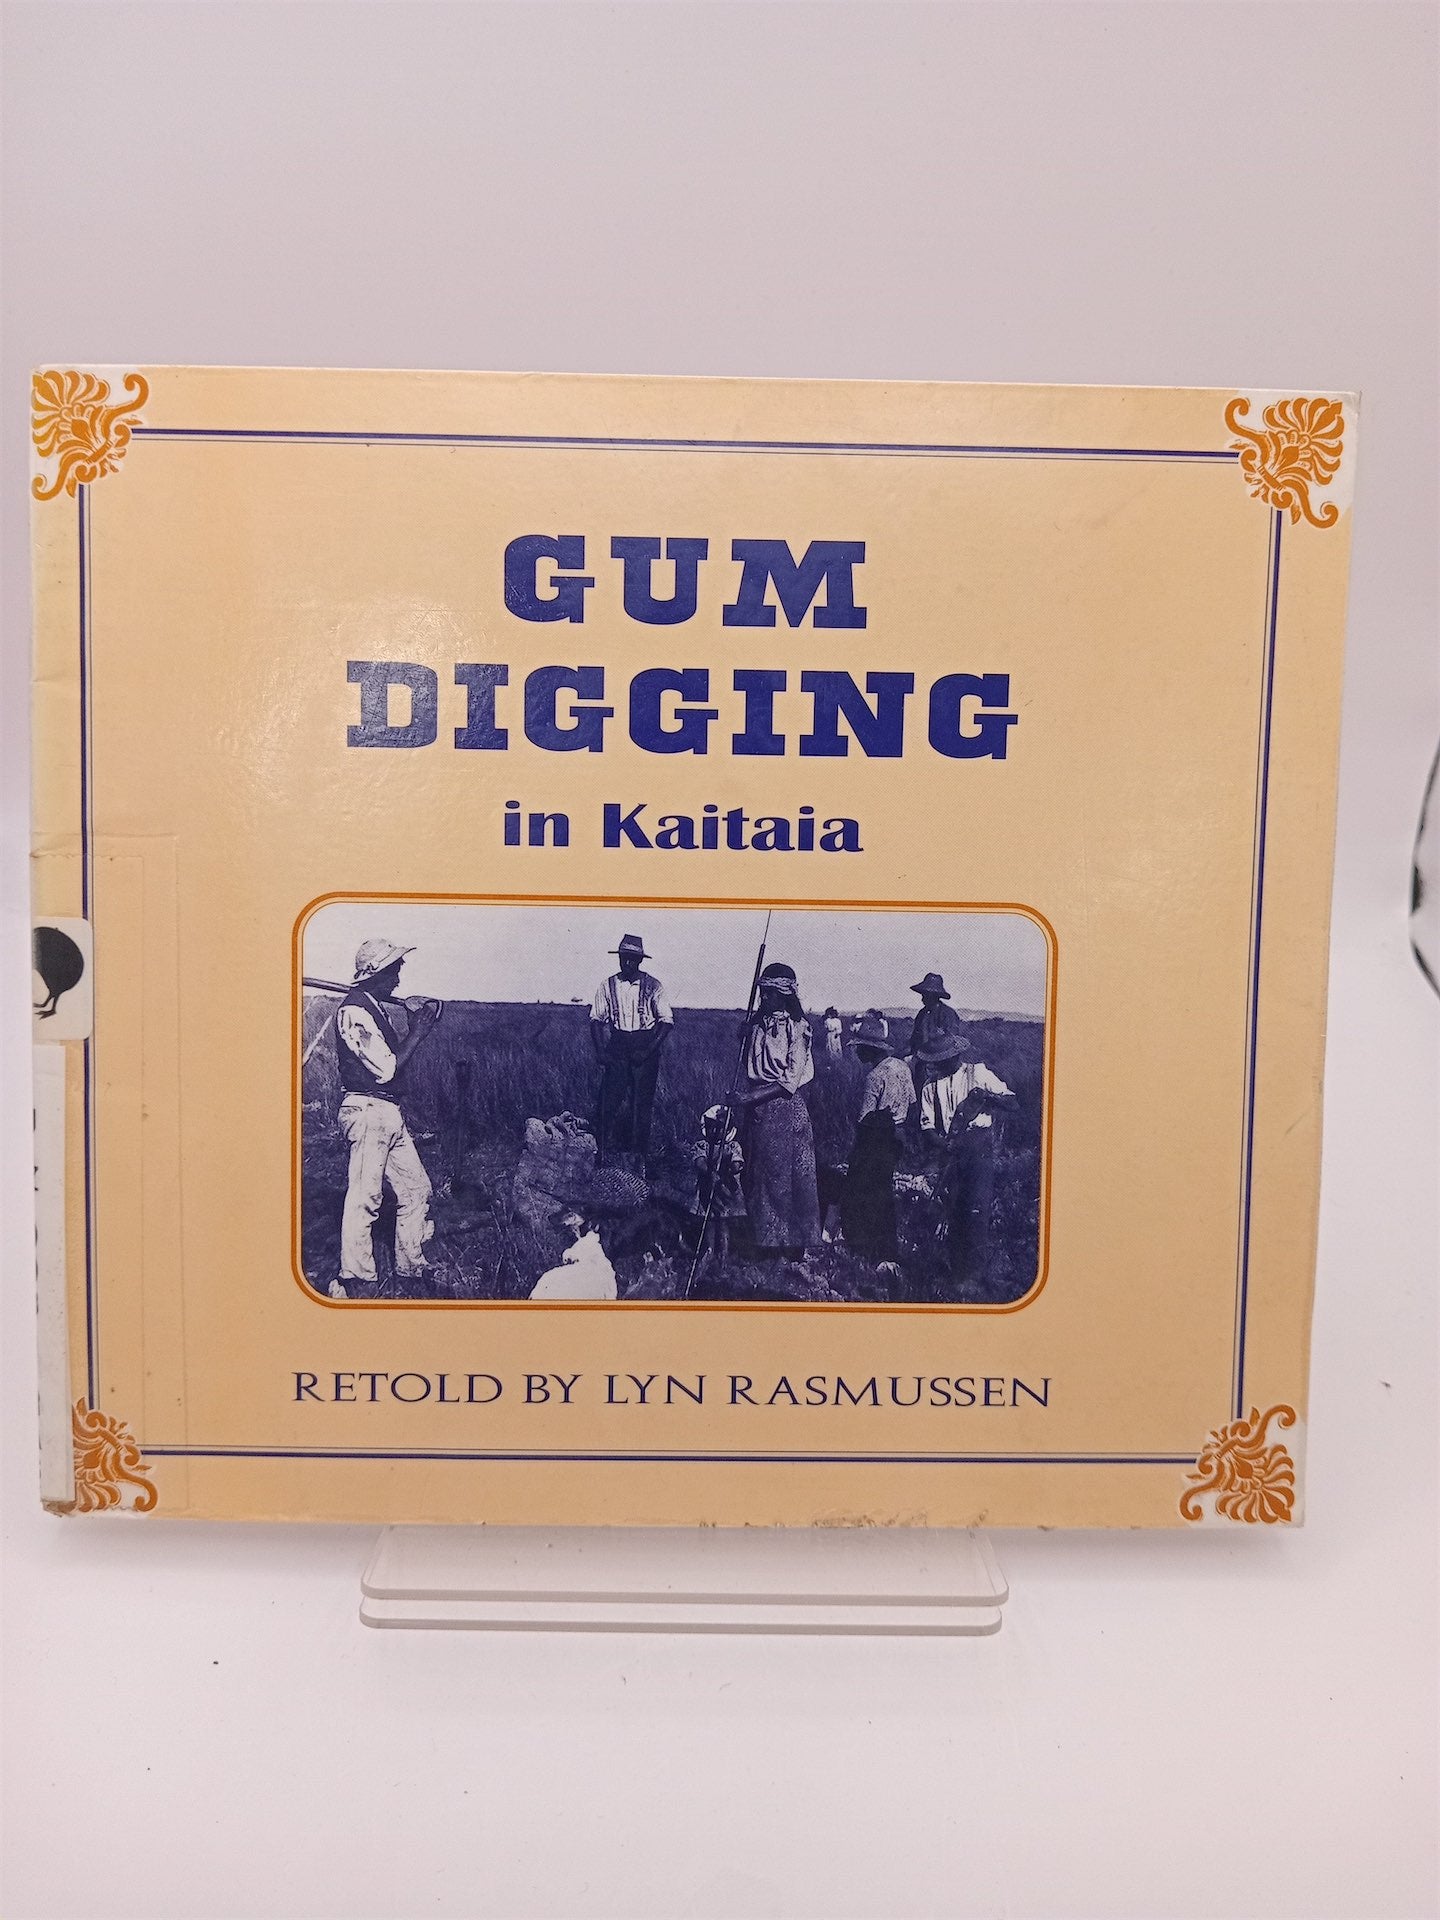 GUM
DIGGING
in Kaitaia
RETOLD BY LYN RASMUSSEN